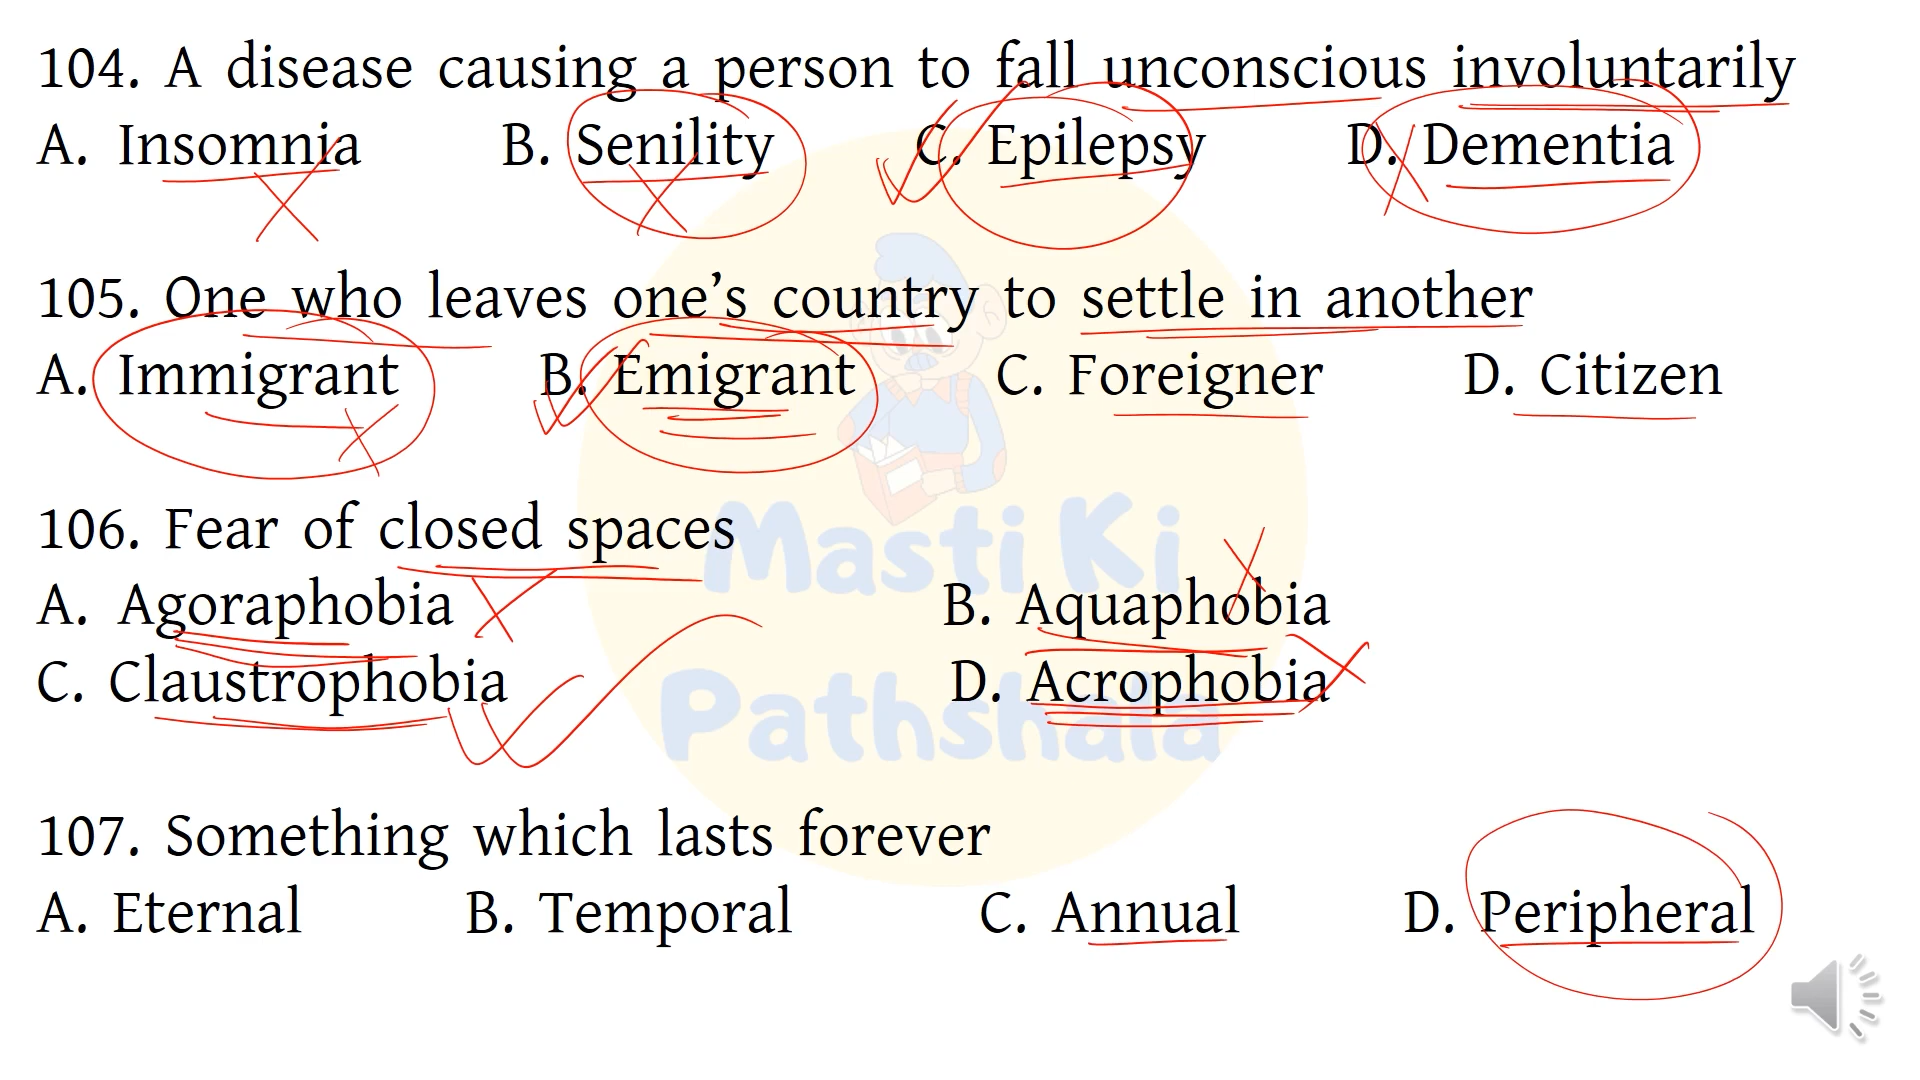 104. A disease causing a person to fall unconscious involuntarily
A. Insomnia B. Senility C. Epilepsy D. Dementia
105. One who leaves one’s country to settle in another
A. Immigrant B. Emigrant C. Foreigner D. Citizen
106. Fear of closed spaces
A. Agoraphobia B. Aquaphobia
C. Claustrophobia D. Acrophobia
107. Something which lasts forever
A. Eternal B. Temporal C. Annual D. Peripheral
Masti Ki
Pathshala